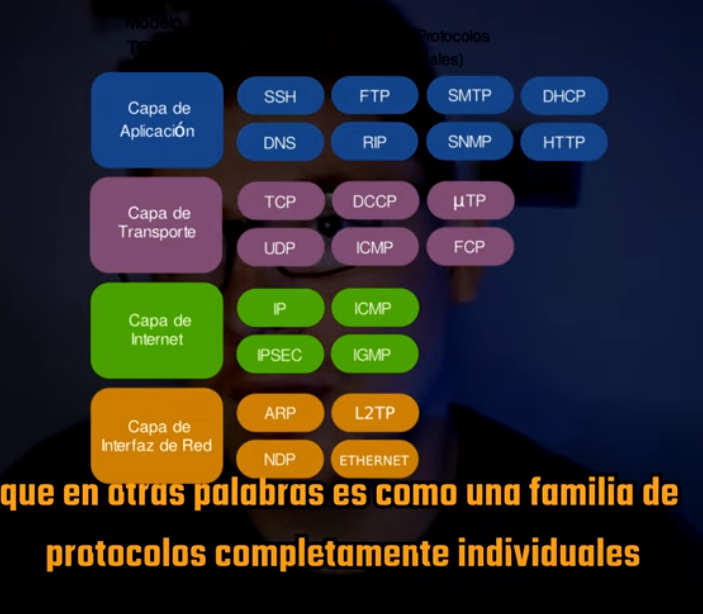 Modelo
Protocolos
ales)
Capa de
Aplicación
SSH
FTP
SMTP
DHCP
DNS
RIP
SNMP
HTTP
Capa de
Transporte
TCP
DCCP
µTP
UDP
ICMP
FCP
Capa de
Internet
IP
ICMP
IPSEC
IGMP
Capa de
Interfaz de Red
ARP
L2TP
NDP
ETHERNET
que en otras palabras es como una familia de
protocolos completamente individuales